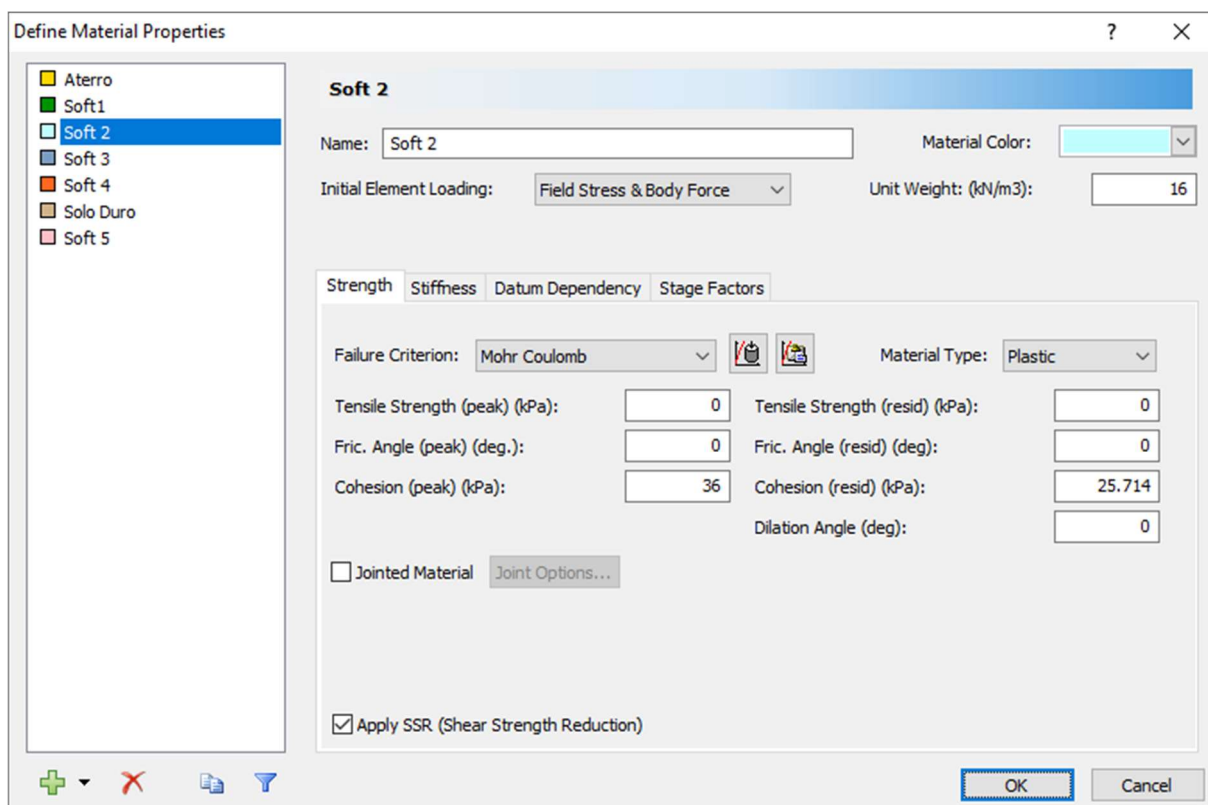 Define Material Properties
?
Aterro
Soft1
Soft 2
Soft 3
Soft 4
Solo Duro
Soft 5
Soft 2
Name: Soft 2 Material Color:
Initial Element Loading: Field Stress & Body Force Unit Weight: (kN/m3): 16
Strength Stiffness Datum Dependency Stage Factors
Failure Criterion: Mohr Coulomb Material Type: Plastic
Tensile Strength (peak) (kPa): 0 Tensile Strength (resid) (kPa): 0
Fric. Angle (peak) (deg.): 0 Fric. Angle (resid) (deg): 0
Cohesion (peak) (kPa): 36 Cohesion (resid) (kPa): 25.714
Dilation Angle (deg): 0
Jointed Material Joint Options...
Apply SSR (Shear Strength Reduction)
OK Cancel